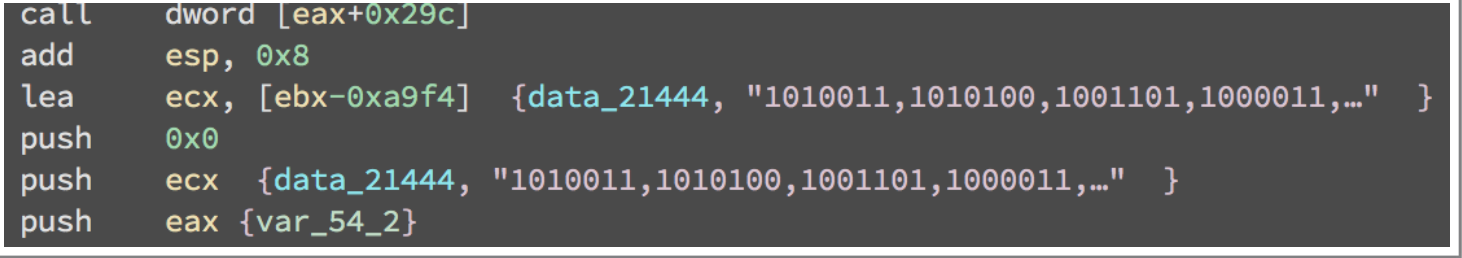 call    dword [eax+0x29c]
add     esp, 0x8
lea     ecx, [ebx-0xa9f4]  {data_21444, "1010011,1010100,1001101,1000011,…"  }
push    0x0
push    ecx  {data_21444, "1010011,1010100,1001101,1000011,…"  }
push    eax {var_54_2}